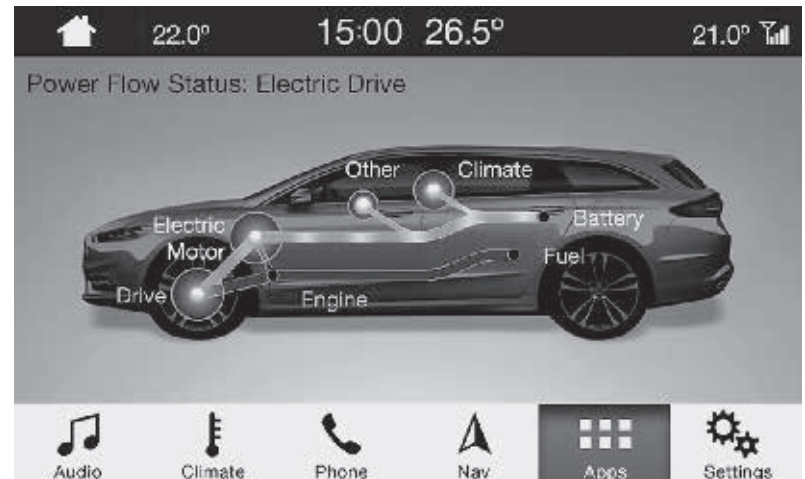 22.0° 15:00 26.5° 21.0°
Power Flow Status: Electric Drive
Other Climate
Electric
Motor
Battery
Fuel
Drive
Engine
Audio Climate Phone Nav Apps Settings